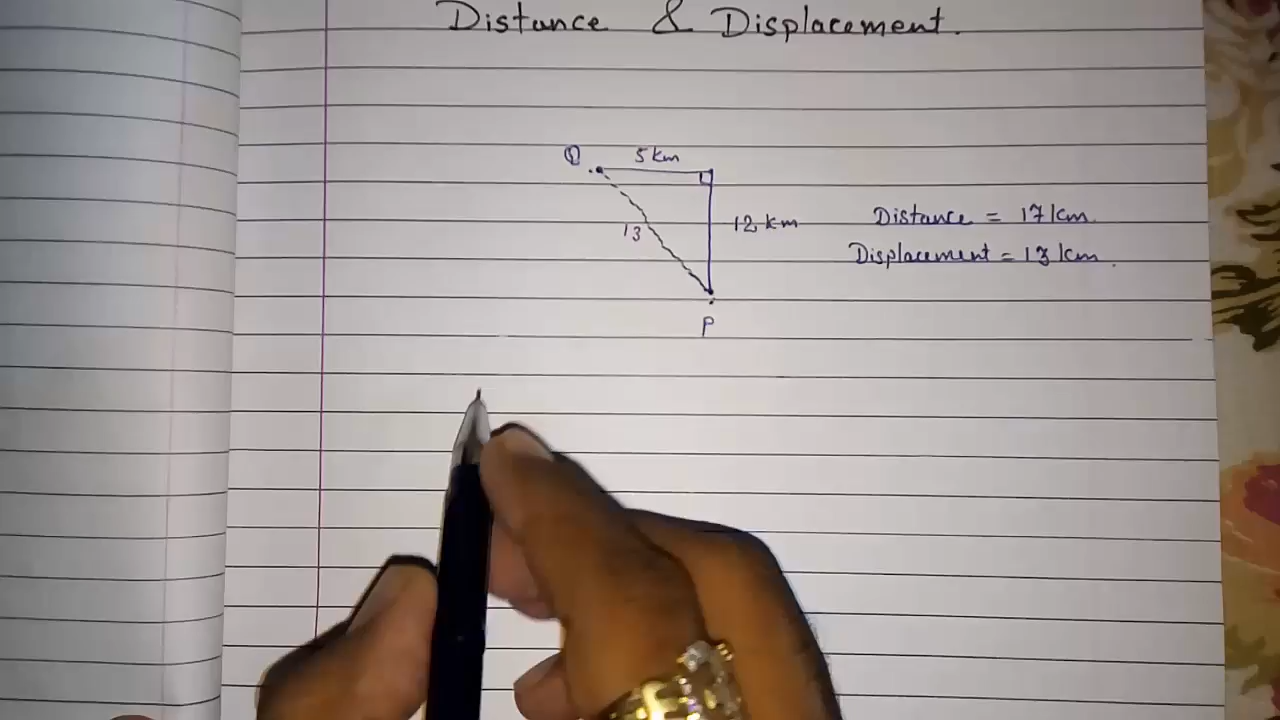 Distance & Displacement.
Q 5 km
12 km
13
P
Distance = 17 km.
Displacement = 13 km.